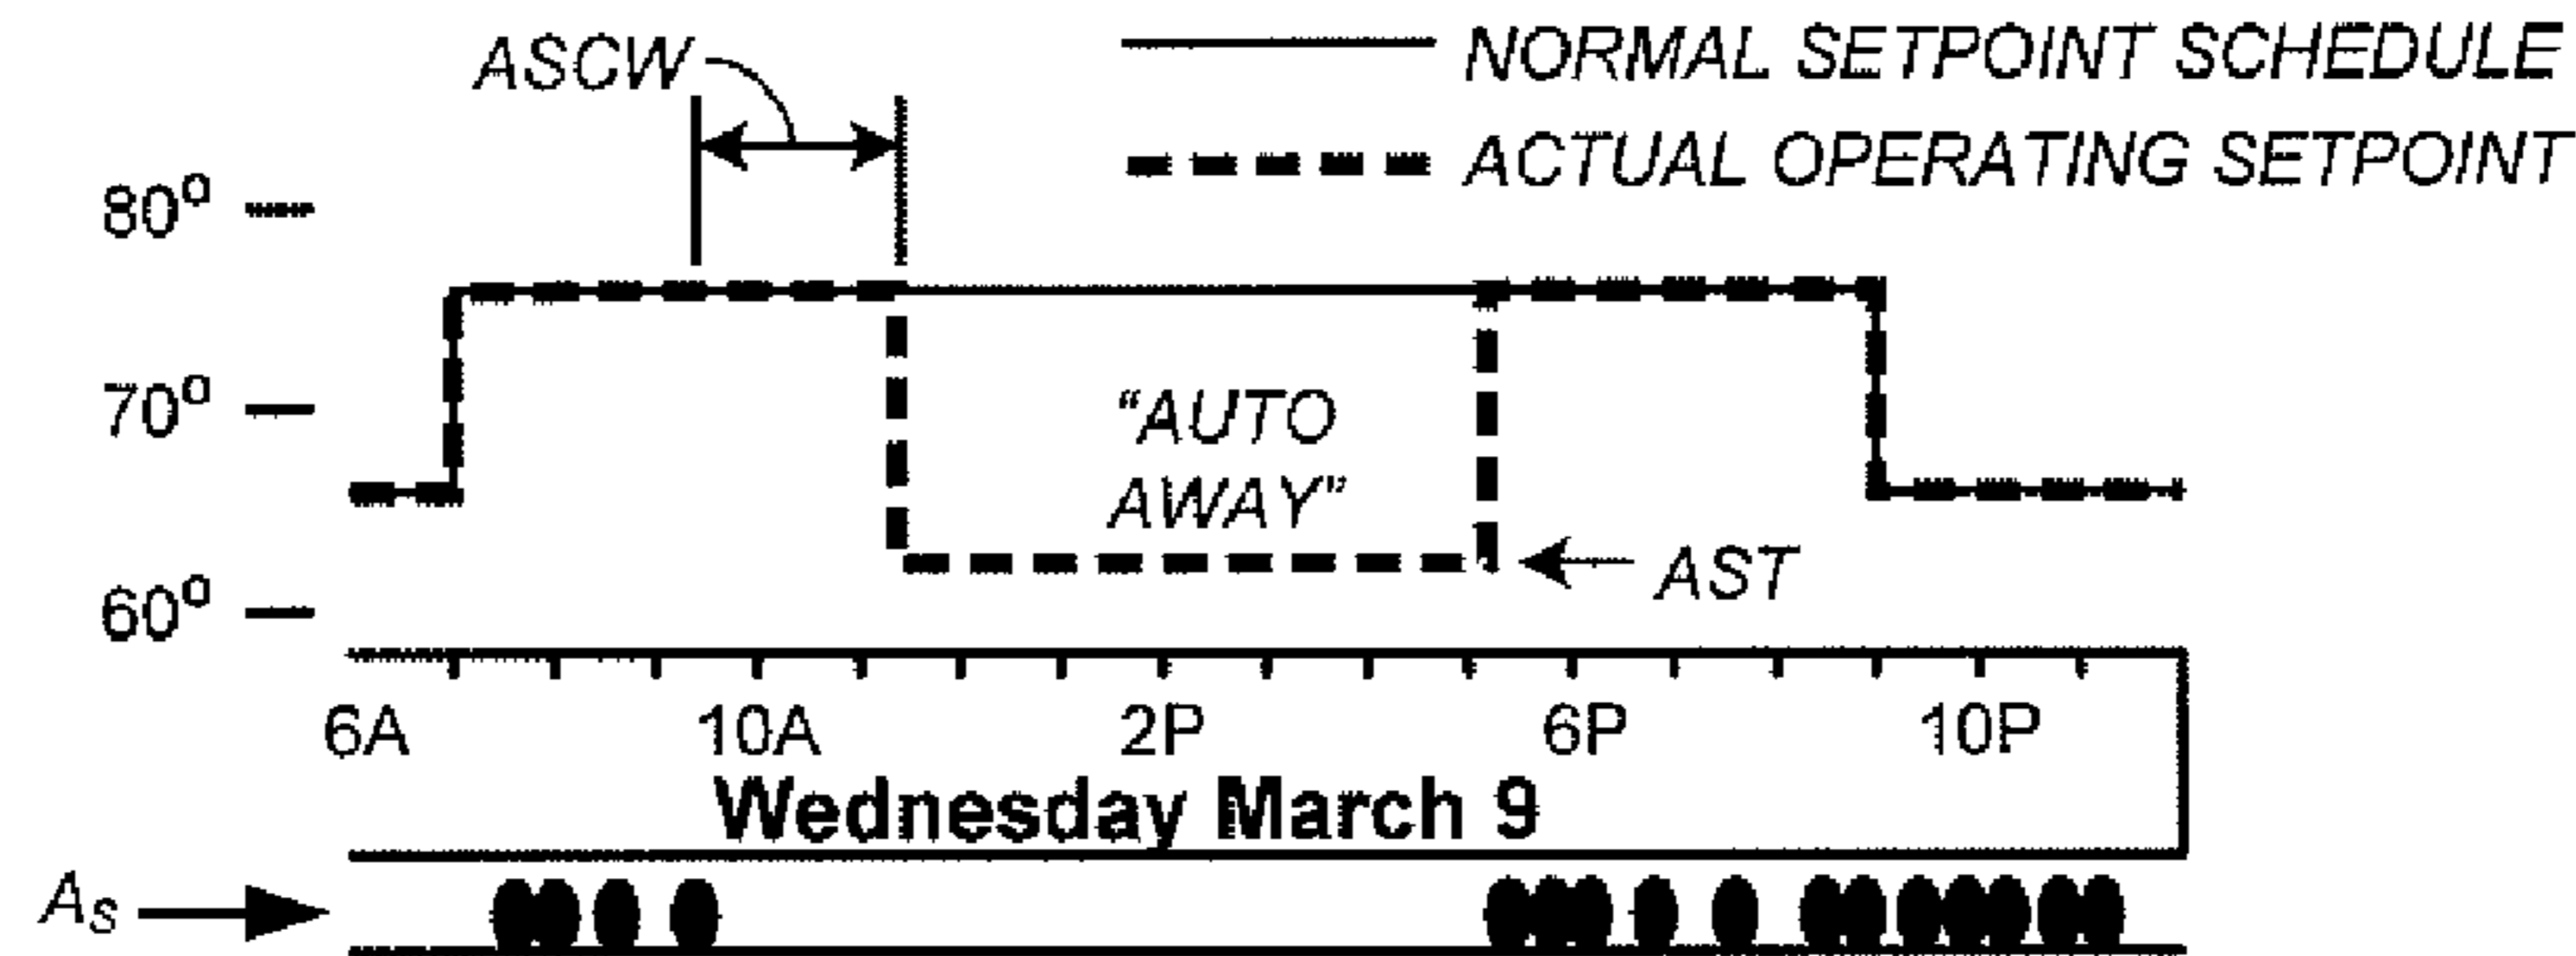 ASCW
NORMAL SETPOINT SCHEDULE
ACTUAL OPERATING SETPOINT
80°
70°
60°
"AUTO
AWAY"
AST
6A 10A 2P 6P 10P
Wednesday March 9
As